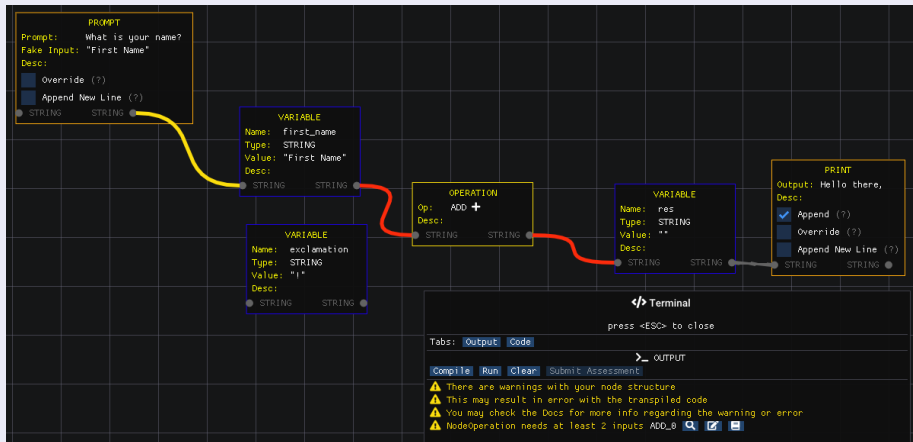 PROMPT
Prompt: What is your name?
Fake Input: "First Name"
Desc:
Override (?)
Append New Line (?)
STRING STRING
VARIABLE
Name: first_name
Type: STRING
Value: "First Name"
Desc:
STRING STRING
VARIABLE
Name: exclamation
Type: STRING
Value: "!"
Desc:
STRING STRING
OPERATION
Op: ADD +
Desc:
STRING STRING
VARIABLE
Name: res
Type: STRING
Value: ""
Desc:
STRING STRING
PRINT
Output: Hello there,
Desc:
Append (?)
Override (?)
Append New Line (?)
STRING STRING
</> Terminal
press <ESC> to close
Tabs: Output Code
>_ OUTPUT
Compile Run Clear Submit Assessment
There are warnings with your node structure
This may result in error with the transpiled code
You may check the Docs for more info regarding the warning or error
NodeOperation needs at least 2 inputs ADD_0